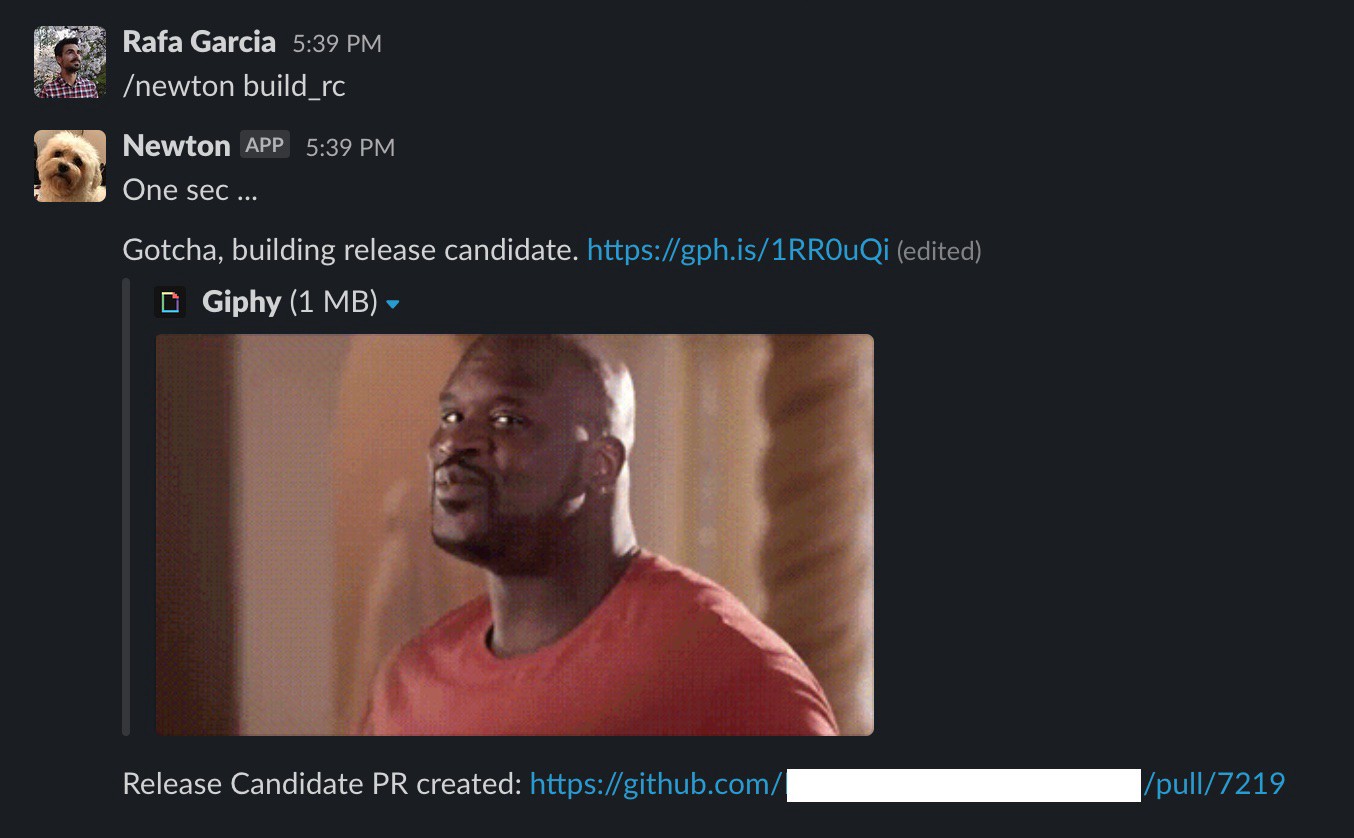 Rafa Garcia 5:39 PM
/newton build_rc
Newton APP 5:39 PM
One sec ...
Gotcha, building release candidate. https://gph.is/1RR0uQi (edited)
Giphy (1 MB)
Release Candidate PR created: https://github.com/ /pull/7219